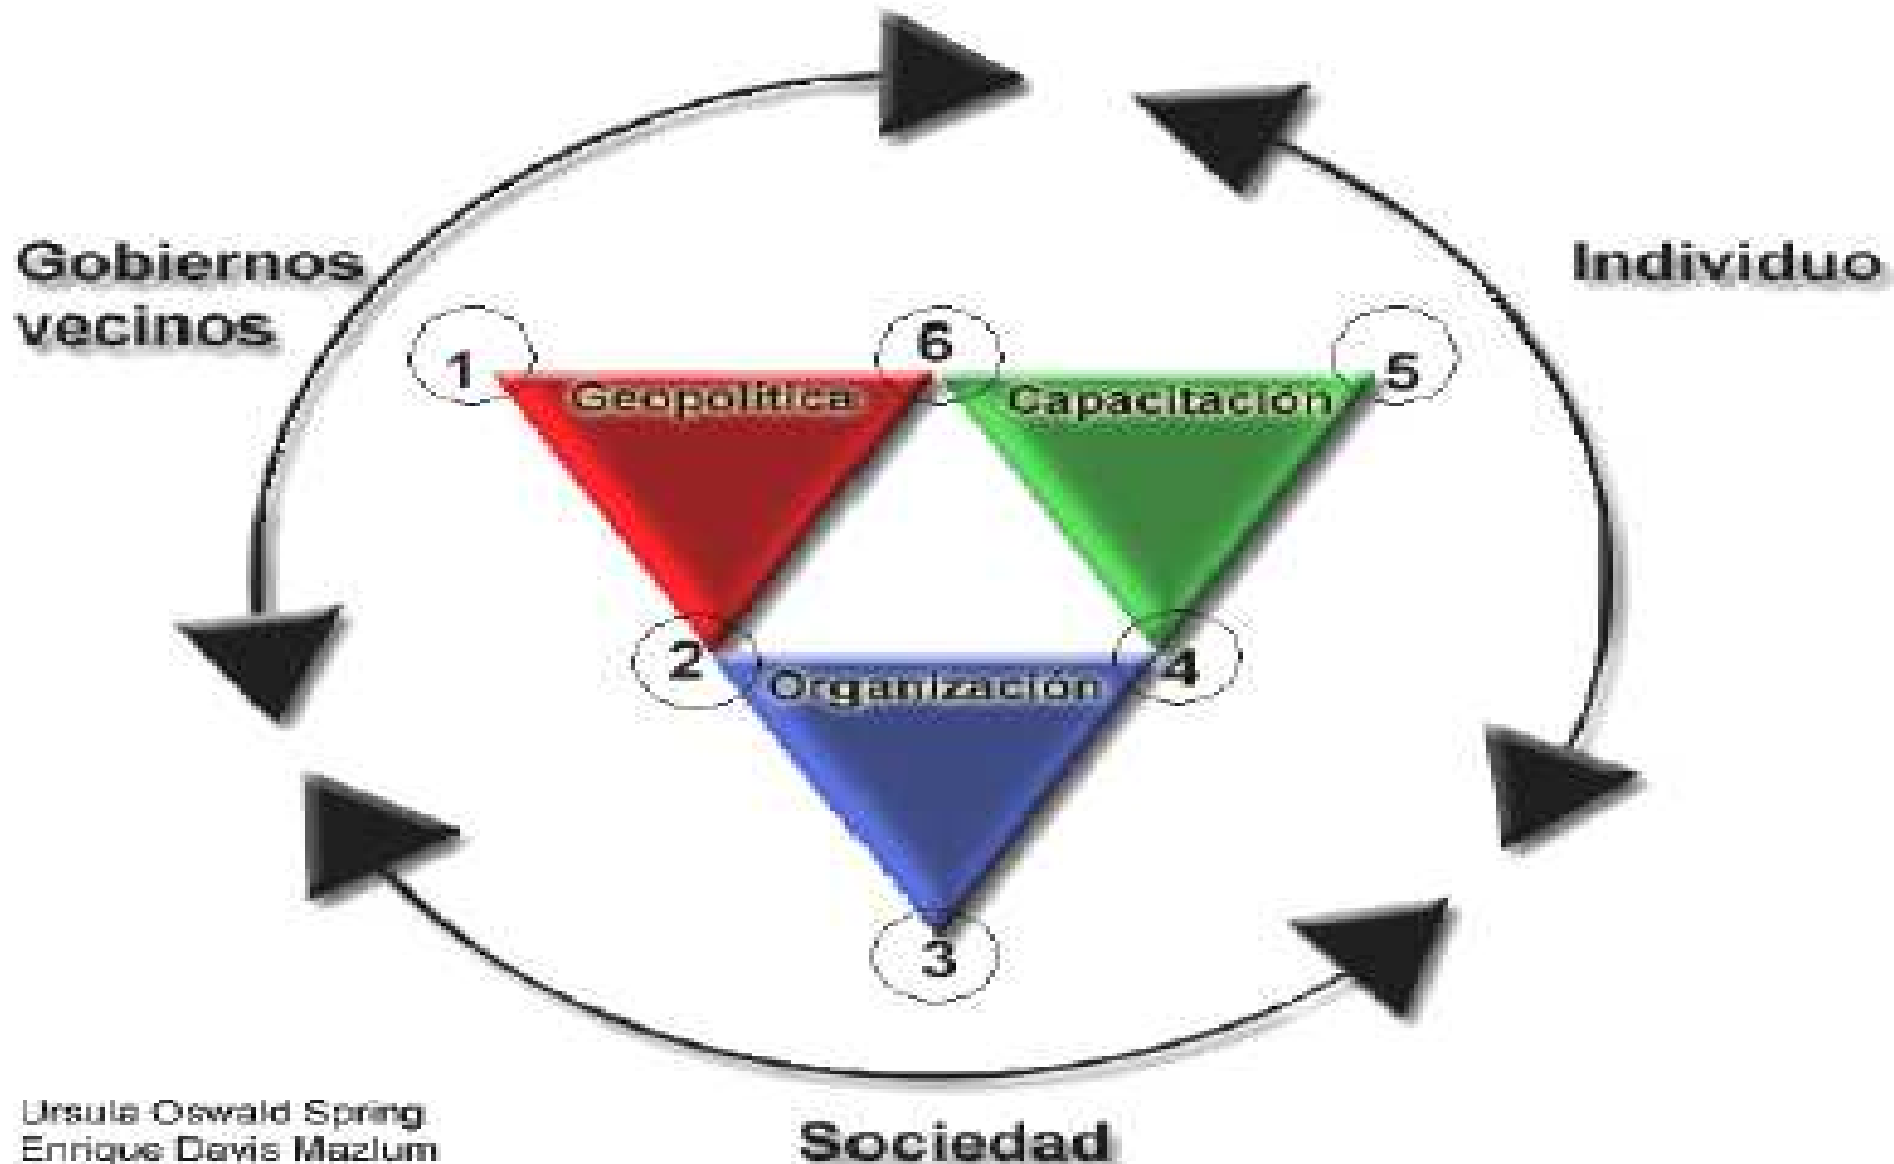 Gobiernos
vecinos
Individuo
1
6
5
Geopolítica
Capacitación
2
4
Organización
3
Sociedad
Ursula Oswald Spring
Enrique Davis Mazlum